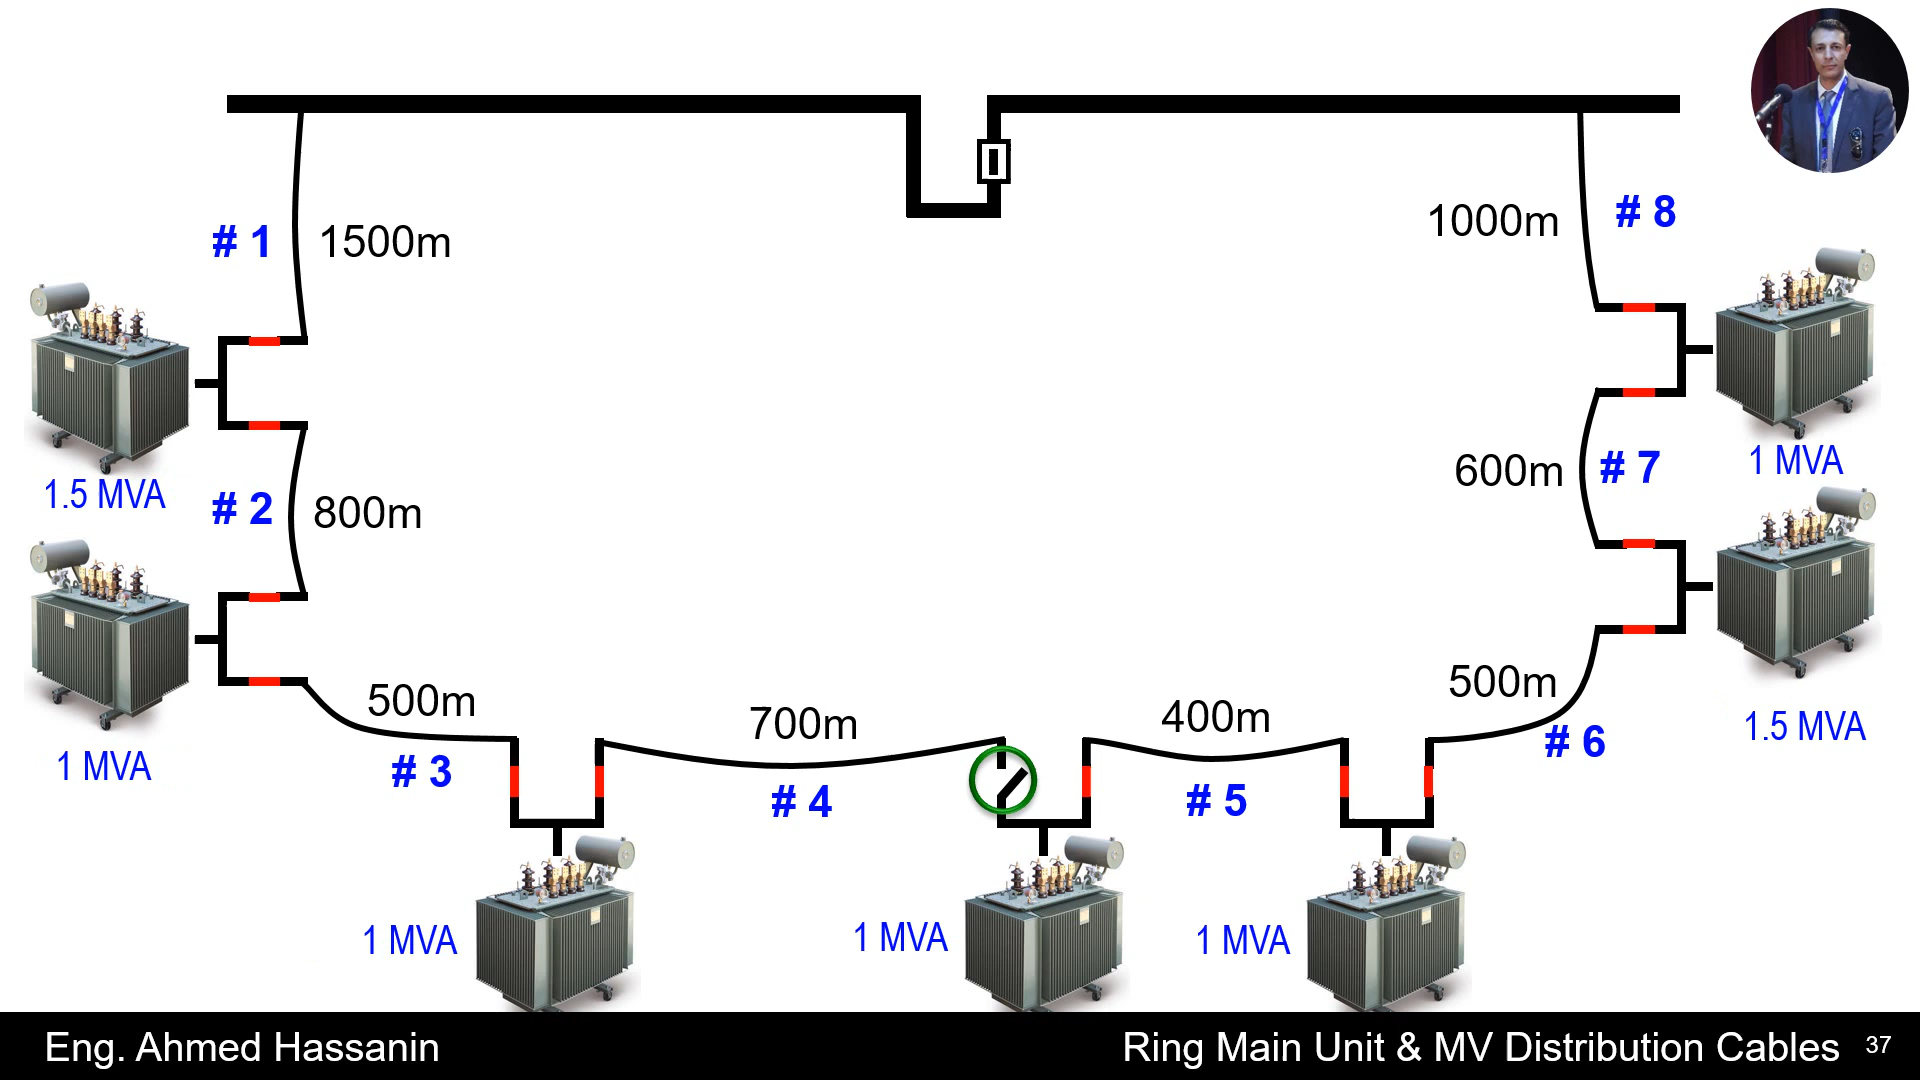 # 1
1500m
1000m
# 8
1.5 MVA
# 2
800m
600m
# 7
1 MVA
1 MVA
500m
# 3
700m
# 4
400m
# 5
500m
# 6
1.5 MVA
1 MVA
1 MVA
1 MVA
Eng. Ahmed Hassanin
Ring Main Unit & MV Distribution Cables
37